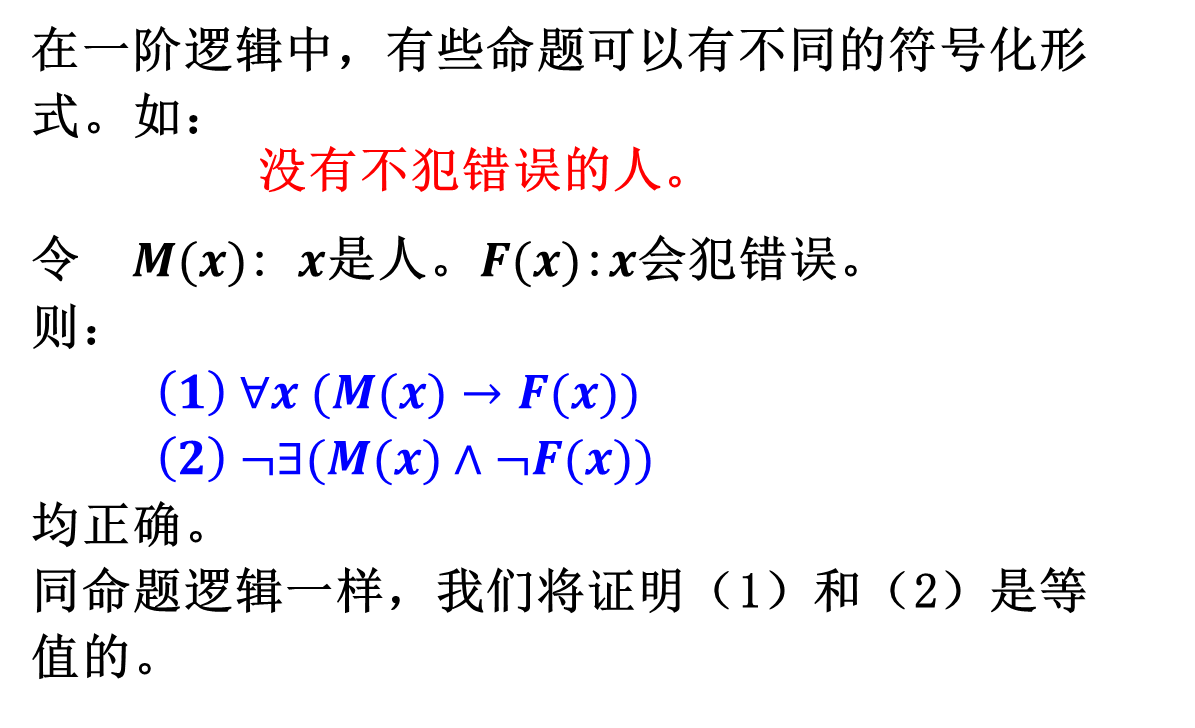 在一阶逻辑中，有些命题可以有不同的符号化形
式。如：
没有不犯错误的人。
令 M(x): x是人。F(x):x会犯错误。
则：
(1) ∀x (M(x) → F(x))
(2) ¬∃(M(x) ∧ ¬F(x))
均正确。
同命题逻辑一样，我们将证明（1）和（2）是等
值的。